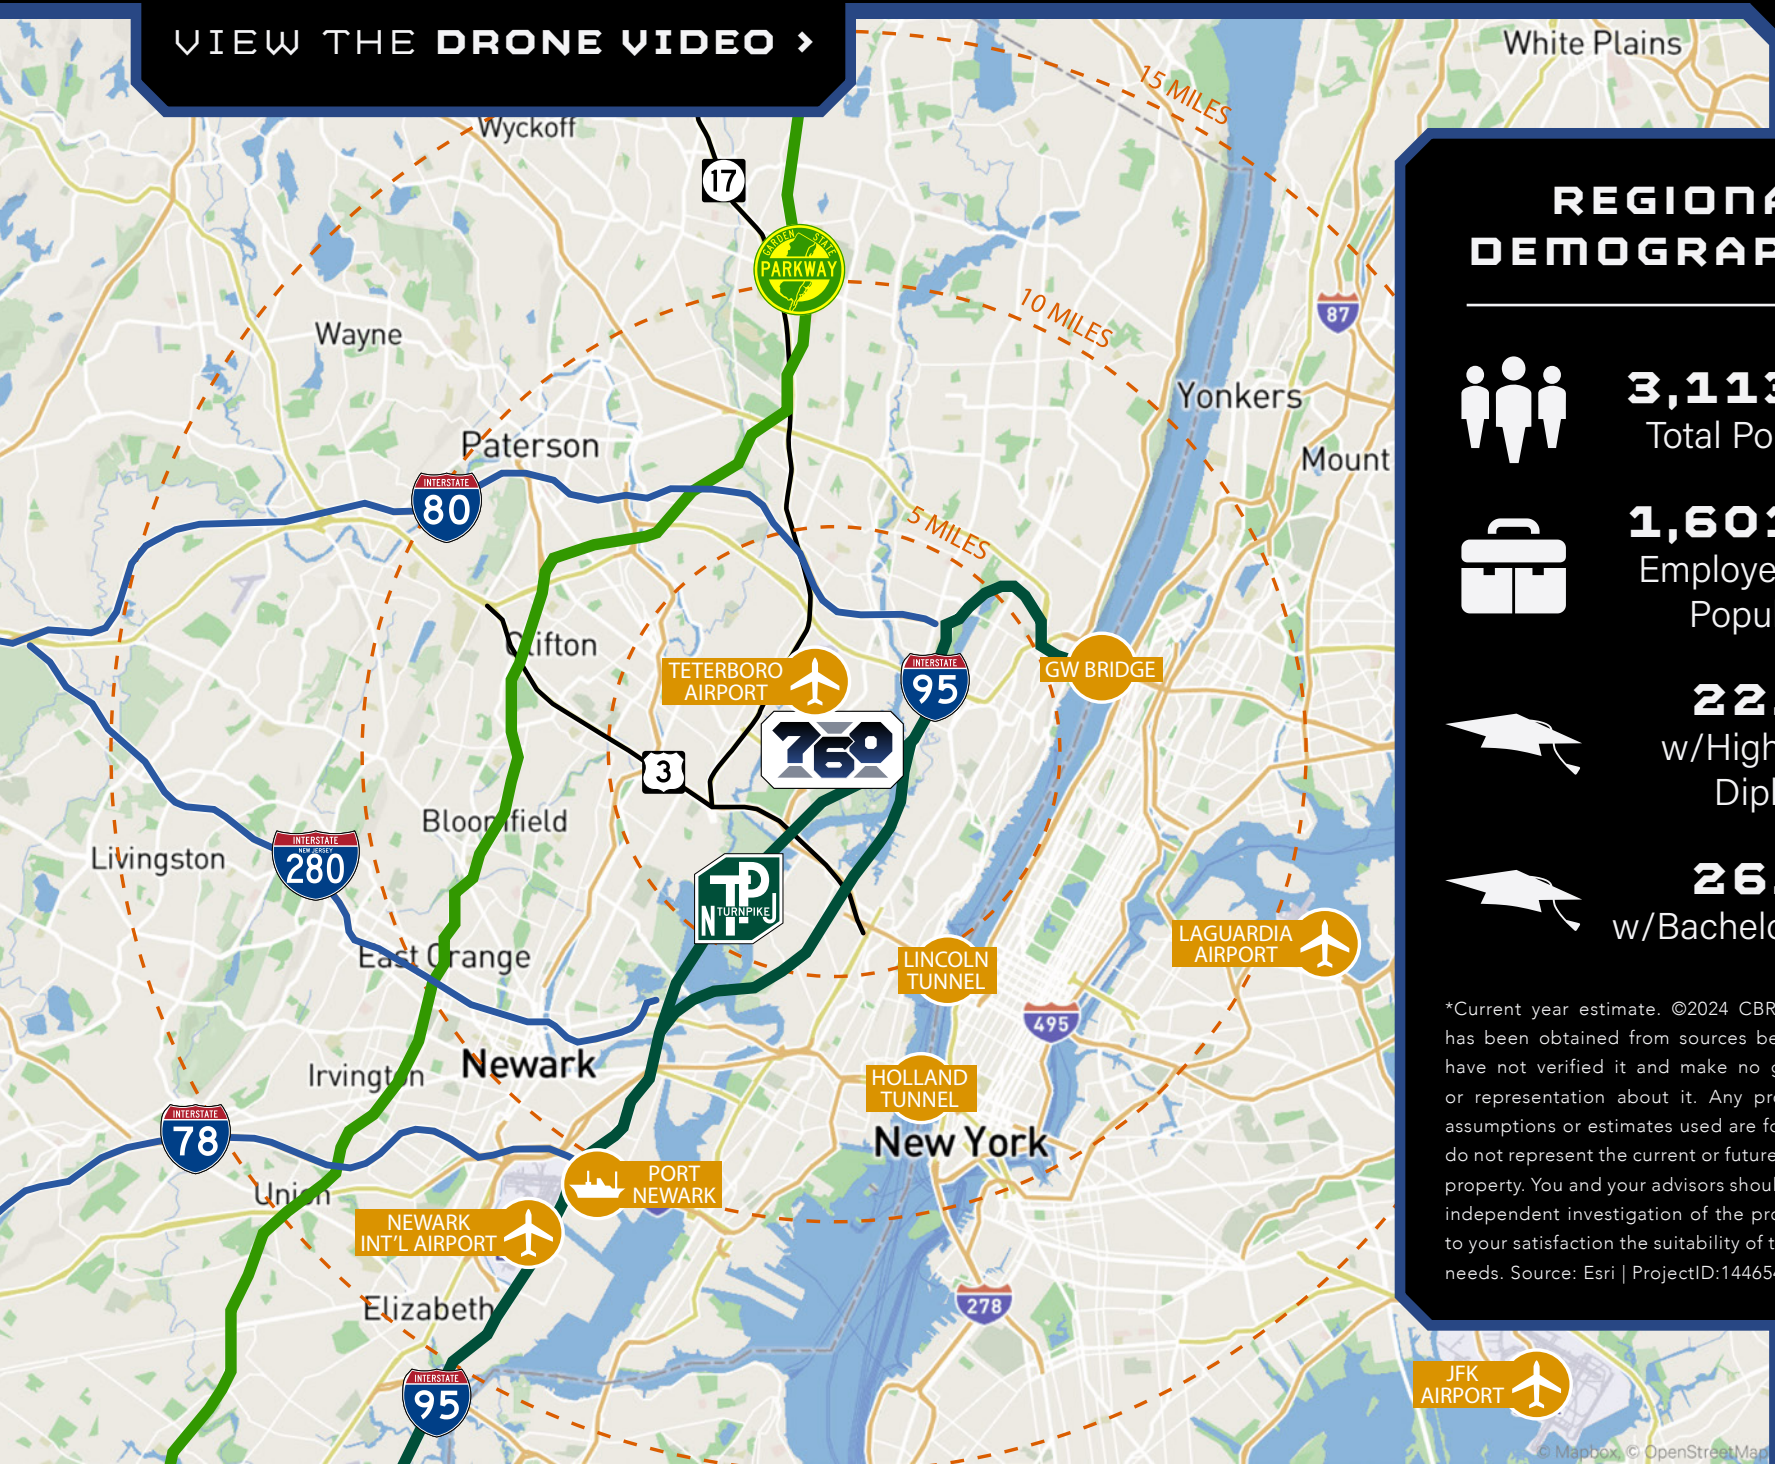 VIEW THE DRONE VIDEO ›
White Plains
15 MILES
Wyckoff
17
GARDEN STATE
PARKWAY
10 MILES
87
Wayne
Yonkers
Paterson
Mount
INTERSTATE
80
5 MILES
Clifton
TETERBORO
AIRPORT
INTERSTATE
95
GW BRIDGE
760
3
Bloomfield
Livingston
INTERSTATE
NEW JERSEY
280
NJ
TP
TURNPIKE
LAGUARDIA
AIRPORT
East Orange
LINCOLN
TUNNEL
495
Newark
Irvington
HOLLAND
TUNNEL
INTERSTATE
78
New York
PORT
NEWARK
Union
NEWARK
INT'L AIRPORT
278
Elizabeth
INTERSTATE
95
JFK
AIRPORT
© Mapbox, © OpenStreetMap
REGIONA
DEMOGRAP
3,113
Total Po
1,601
Employe
Popu
22.
w/High
Dipl
26.
w/Bachelo
*Current year estimate. ©2024 CBR
has been obtained from sources be
have not verified it and make no g
or representation about it. Any pro
assumptions or estimates used are fo
do not represent the current or future
property. You and your advisors shoul
independent investigation of the pro
to your satisfaction the suitability of t
needs. Source: Esri | ProjectID:144654